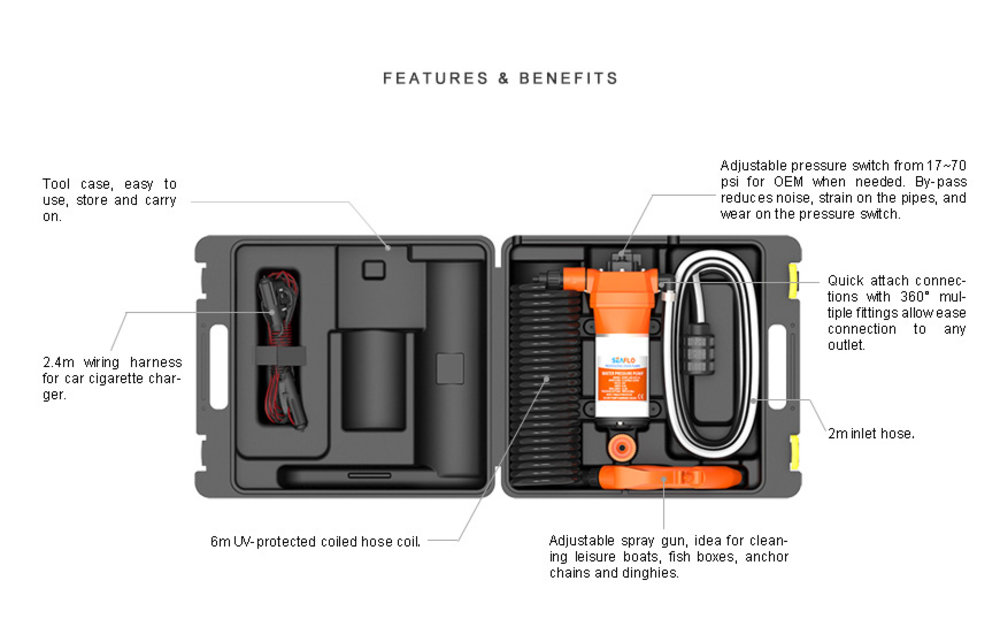 FEATURES & BENEFITS
Tool case, easy to
use, store and carry
on.
Adjustable pressure switch from 17~70
psi for OEM when needed. By-pass
reduces noise, strain on the pipes, and
wear on the pressure switch.
Quick attach connec-
tions with 360° mul-
tiple fittings allow ease
connection to any
outlet.
2.4m wiring harness
for car cigarette char-
ger.
SEAFLO
WATER PRESSURE PUMP
2m inlet hose.
6m UV-protected coiled hose coil.
Adjustable spray gun, idea for clean-
ing leisure boats, fish boxes, anchor
chains and dinghies.